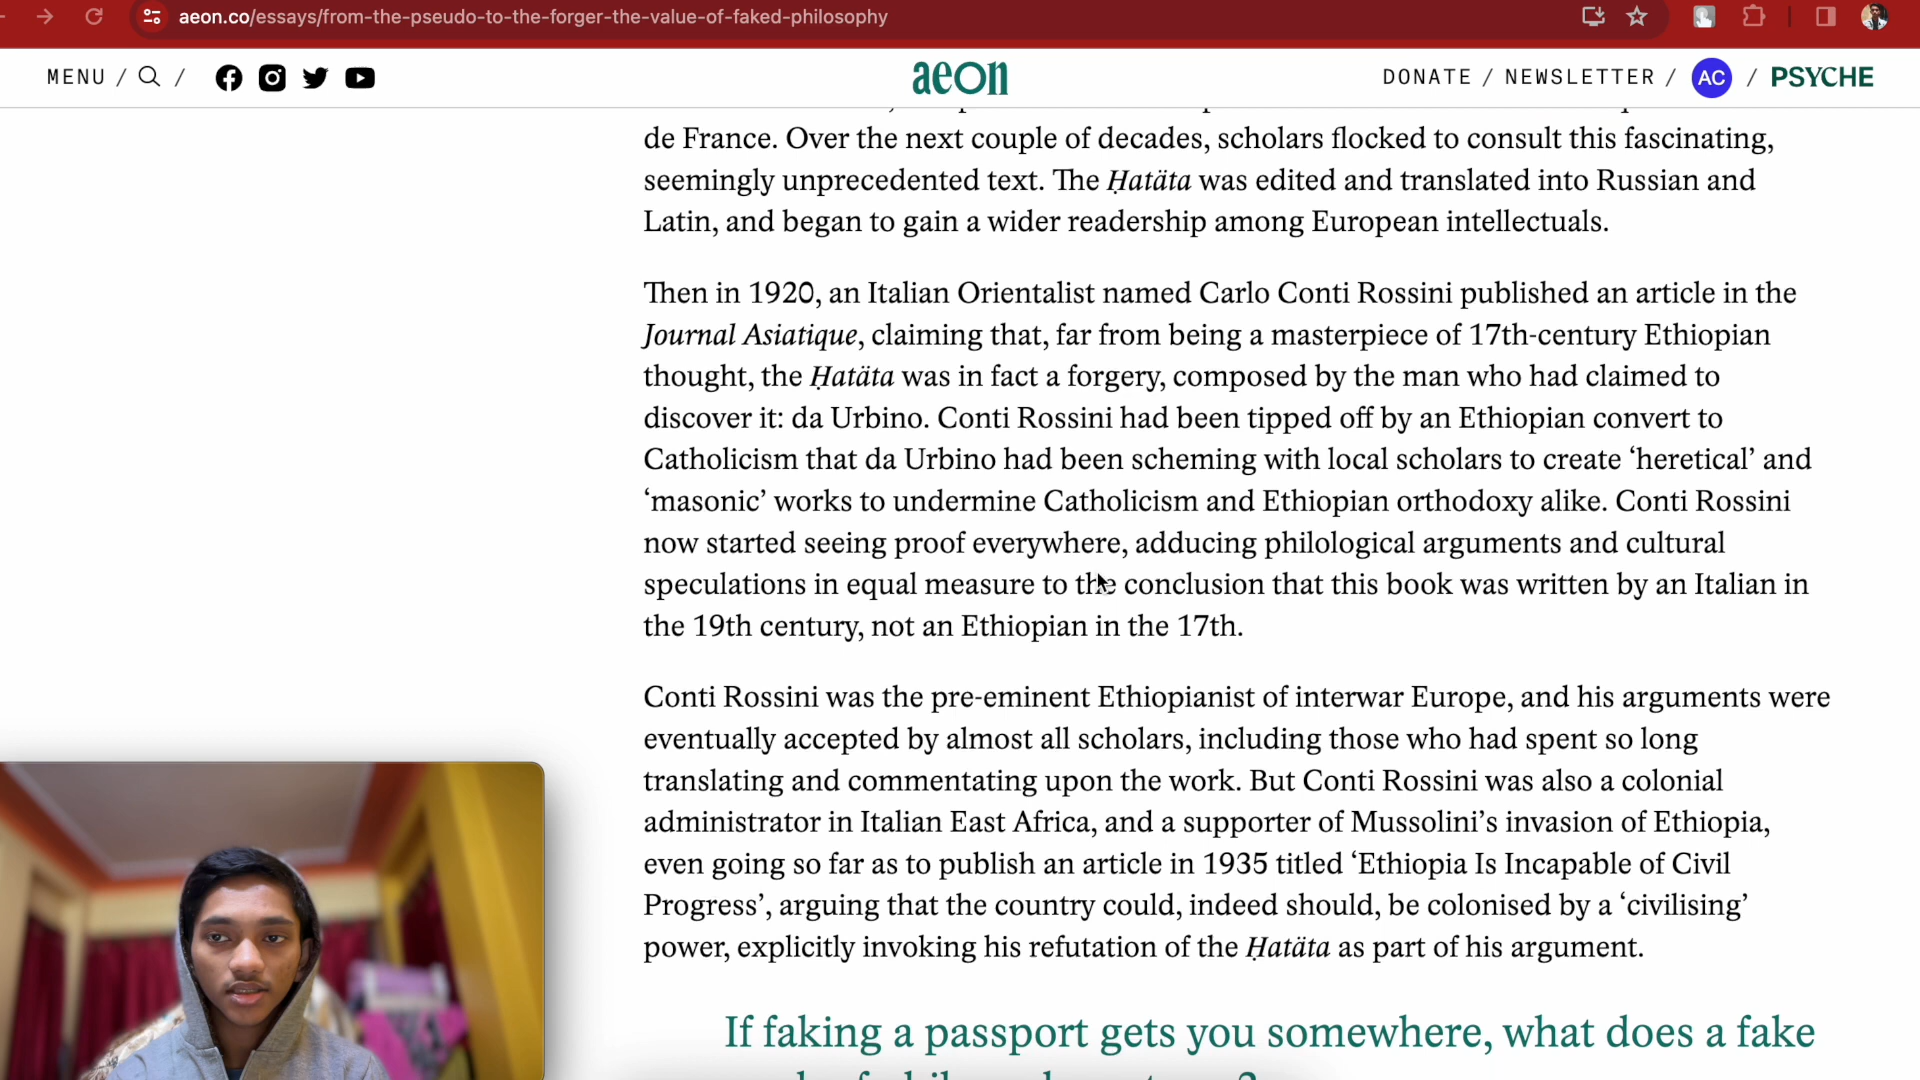 aeon.co/essays/from-the-pseudo-to-the-forger-the-value-of-faked-philosophy
MENU / /
aeon
DONATE / NEWSLETTER / AC / PSYCHE
de France. Over the next couple of decades, scholars flocked to consult this fascinating,
seemingly unprecedented text. The Ḥatäta was edited and translated into Russian and
Latin, and began to gain a wider readership among European intellectuals.
Then in 1920, an Italian Orientalist named Carlo Conti Rossini published an article in the
Journal Asiatique, claiming that, far from being a masterpiece of 17th-century Ethiopian
thought, the Ḥatäta was in fact a forgery, composed by the man who had claimed to
discover it: da Urbino. Conti Rossini had been tipped off by an Ethiopian convert to
Catholicism that da Urbino had been scheming with local scholars to create ‘heretical’ and
‘masonic’ works to undermine Catholicism and Ethiopian orthodoxy alike. Conti Rossini
now started seeing proof everywhere, adducing philological arguments and cultural
speculations in equal measure to the conclusion that this book was written by an Italian in
the 19th century, not an Ethiopian in the 17th.
Conti Rossini was the pre-eminent Ethiopianist of interwar Europe, and his arguments were
eventually accepted by almost all scholars, including those who had spent so long
translating and commentating upon the work. But Conti Rossini was also a colonial
administrator in Italian East Africa, and a supporter of Mussolini’s invasion of Ethiopia,
even going so far as to publish an article in 1935 titled ‘Ethiopia Is Incapable of Civil
Progress’, arguing that the country could, indeed should, be colonised by a ‘civilising’
power, explicitly invoking his refutation of the Ḥatäta as part of his argument.
If faking a passport gets you somewhere, what does a fake